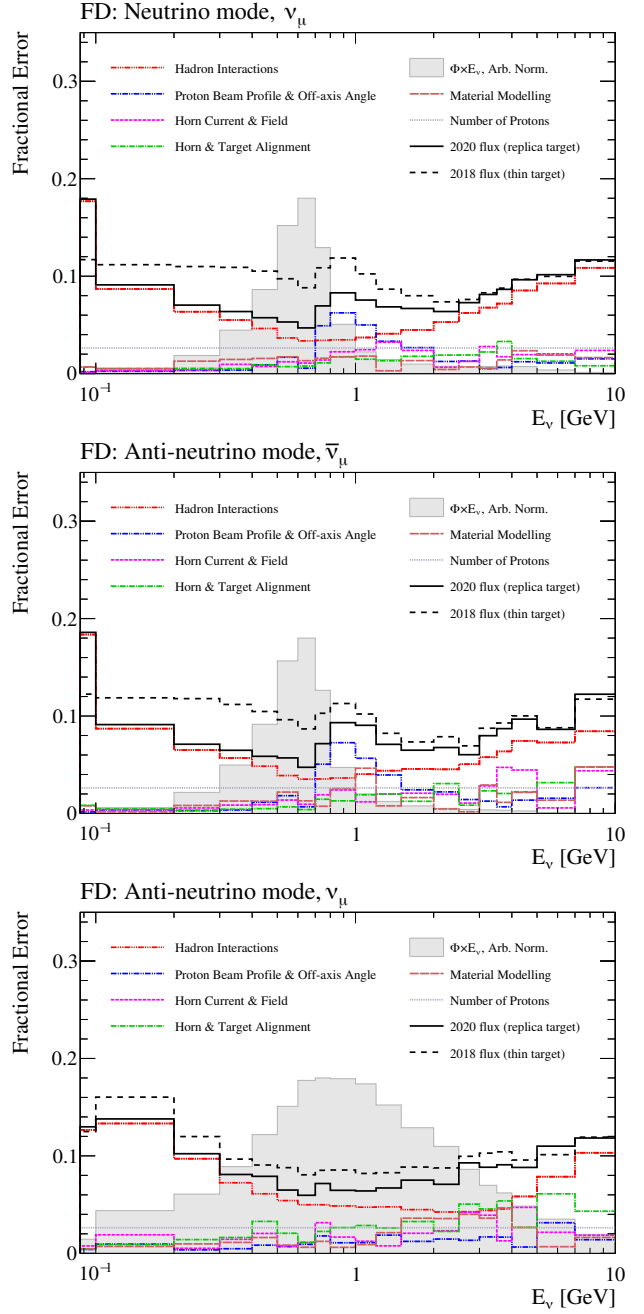 FD: Neutrino mode, ν_μ
Fractional Error
0.3
0.2
0.1
0
Hadron Interactions
Proton Beam Profile & Off-axis Angle
Horn Current & Field
Horn & Target Alignment
Φ×E_ν, Arb. Norm.
Material Modelling
Number of Protons
2020 flux (replica target)
2018 flux (thin target)
10⁻¹
1
10
E_ν [GeV]
FD: Anti-neutrino mode, ν̅_μ
Fractional Error
0.3
0.2
0.1
0
Hadron Interactions
Proton Beam Profile & Off-axis Angle
Horn Current & Field
Horn & Target Alignment
Φ×E_ν, Arb. Norm.
Material Modelling
Number of Protons
2020 flux (replica target)
2018 flux (thin target)
10⁻¹
1
10
E_ν [GeV]
FD: Anti-neutrino mode, ν_μ
Fractional Error
0.3
0.2
0.1
0
Hadron Interactions
Proton Beam Profile & Off-axis Angle
Horn Current & Field
Horn & Target Alignment
Φ×E_ν, Arb. Norm.
Material Modelling
Number of Protons
2020 flux (replica target)
2018 flux (thin target)
10⁻¹
1
10
E_ν [GeV]